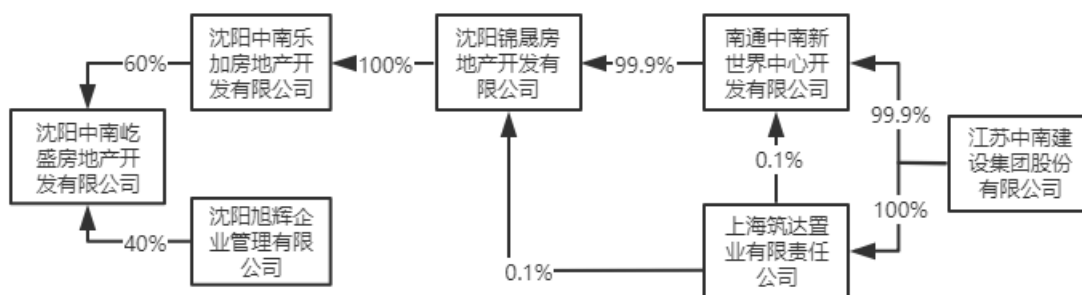 沈阳中南乐
加房地产开
发有限公司
沈阳锦晟房
地产开发有
限公司
南通中南新
世界中心开
发有限公司
60%
100%
99.9%
沈阳中南屹
盛房地产开
发有限公司
99.9%
江苏中南建
设集团股份
有限公司
0.1%
沈阳旭辉企
业管理有限
公司
40%
上海筑达置
业有限责任
公司
100%
0.1%